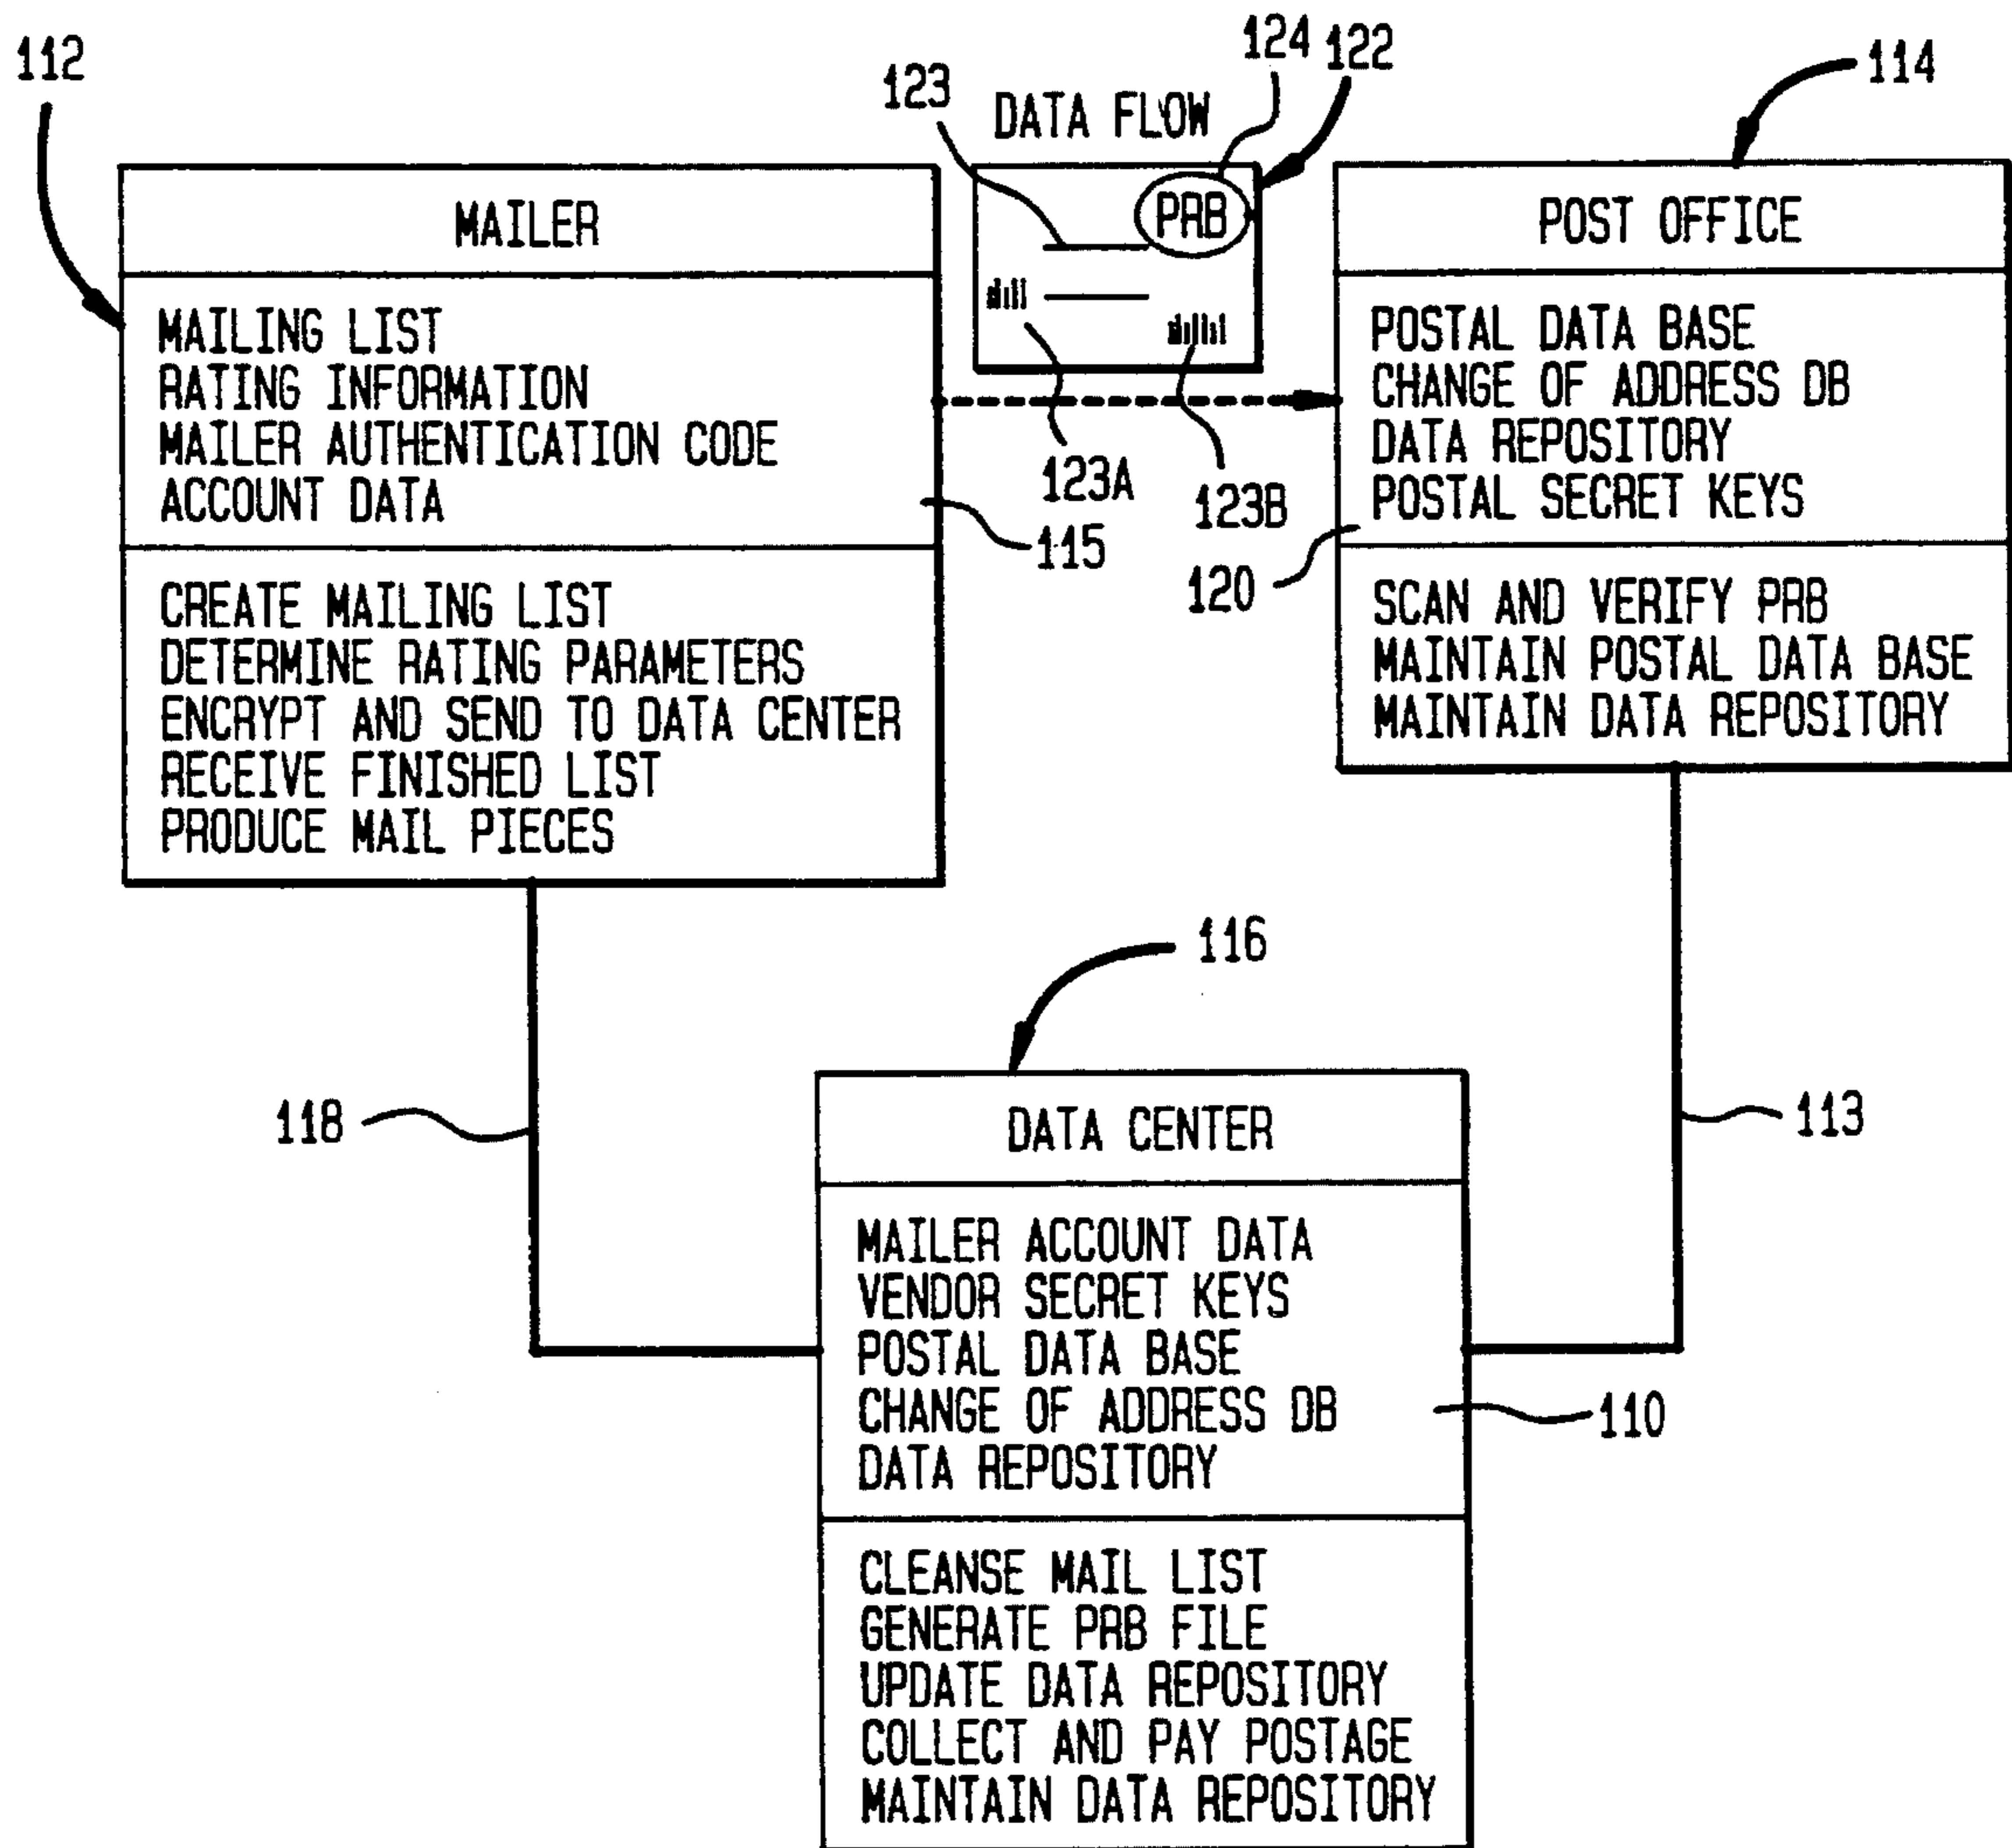 112
123
DATA FLOW
124
122
114
MAILER
MAILING LIST
RATING INFORMATION
MAILER AUTHENTICATION CODE
ACCOUNT DATA
115
CREATE MAILING LIST
DETERMINE RATING PARAMETERS
ENCRYPT AND SEND TO DATA CENTER
RECEIVE FINISHED LIST
PRODUCE MAIL PIECES
PRB
123A
123B
POST OFFICE
POSTAL DATA BASE
CHANGE OF ADDRESS DB
DATA REPOSITORY
POSTAL SECRET KEYS
120
SCAN AND VERIFY PRB
MAINTAIN POSTAL DATA BASE
MAINTAIN DATA REPOSITORY
116
118
113
DATA CENTER
MAILER ACCOUNT DATA
VENDOR SECRET KEYS
POSTAL DATA BASE
CHANGE OF ADDRESS DB
DATA REPOSITORY
110
CLEANSE MAIL LIST
GENERATE PRB FILE
UPDATE DATA REPOSITORY
COLLECT AND PAY POSTAGE
MAINTAIN DATA REPOSITORY